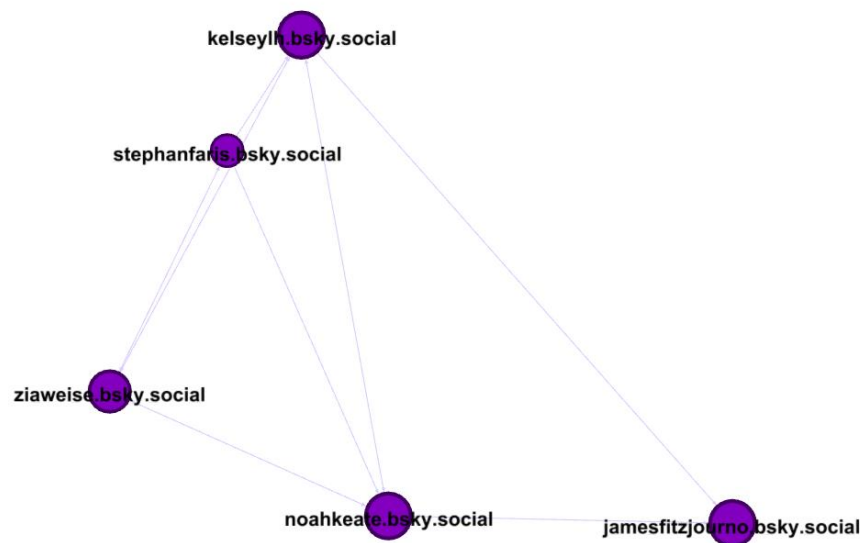 kelseylh.bsky.social
stephanfaris.bsky.social
ziaweise.bsky.social
noahkeate.bsky.social
jamesfitzjourno.bsky.social